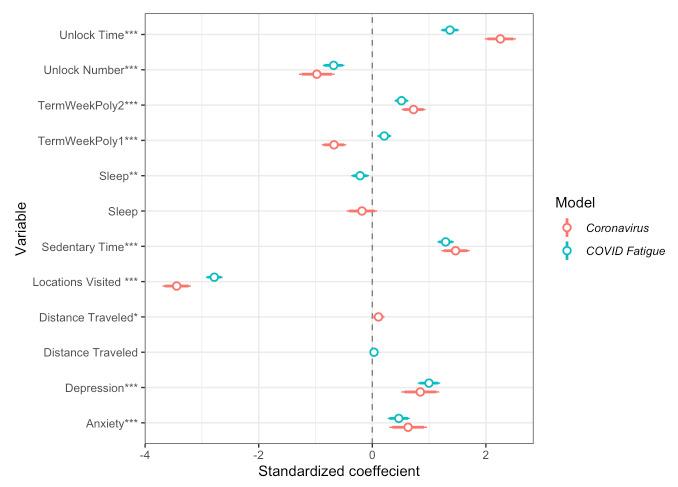 Unlock Time***
Unlock Number***
TermWeekPoly2***
TermWeekPoly1***
Sleep**
Sleep
Sedentary Time***
Locations Visited ***
Distance Traveled*
Distance Traveled
Depression***
Anxiety***
Variable
-4 -2 0 2
Standardized coeffecient
Model
Coronavirus
COVID Fatigue